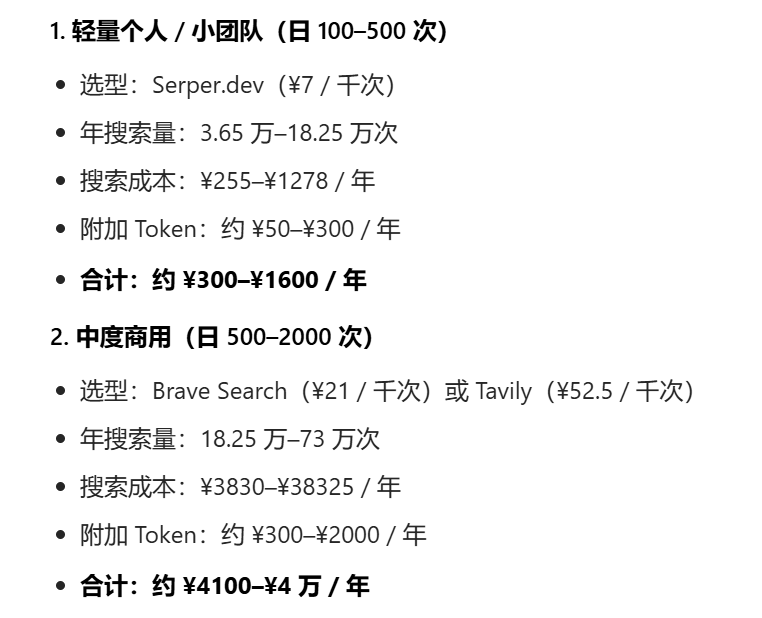 1. 轻量个人 / 小团队（日 100–500 次）
• 选型：Serper.dev（¥7 / 千次）
• 年搜索量：3.65 万–18.25 万次
• 搜索成本：¥255–¥1278 / 年
• 附加 Token：约 ¥50–¥300 / 年
• 合计：约 ¥300–¥1600 / 年
2. 中度商用（日 500–2000 次）
• 选型：Brave Search（¥21 / 千次）或 Tavily（¥52.5 / 千次）
• 年搜索量：18.25 万–73 万次
• 搜索成本：¥3830–¥38325 / 年
• 附加 Token：约 ¥300–¥2000 / 年
• 合计：约 ¥4100–¥4 万 / 年